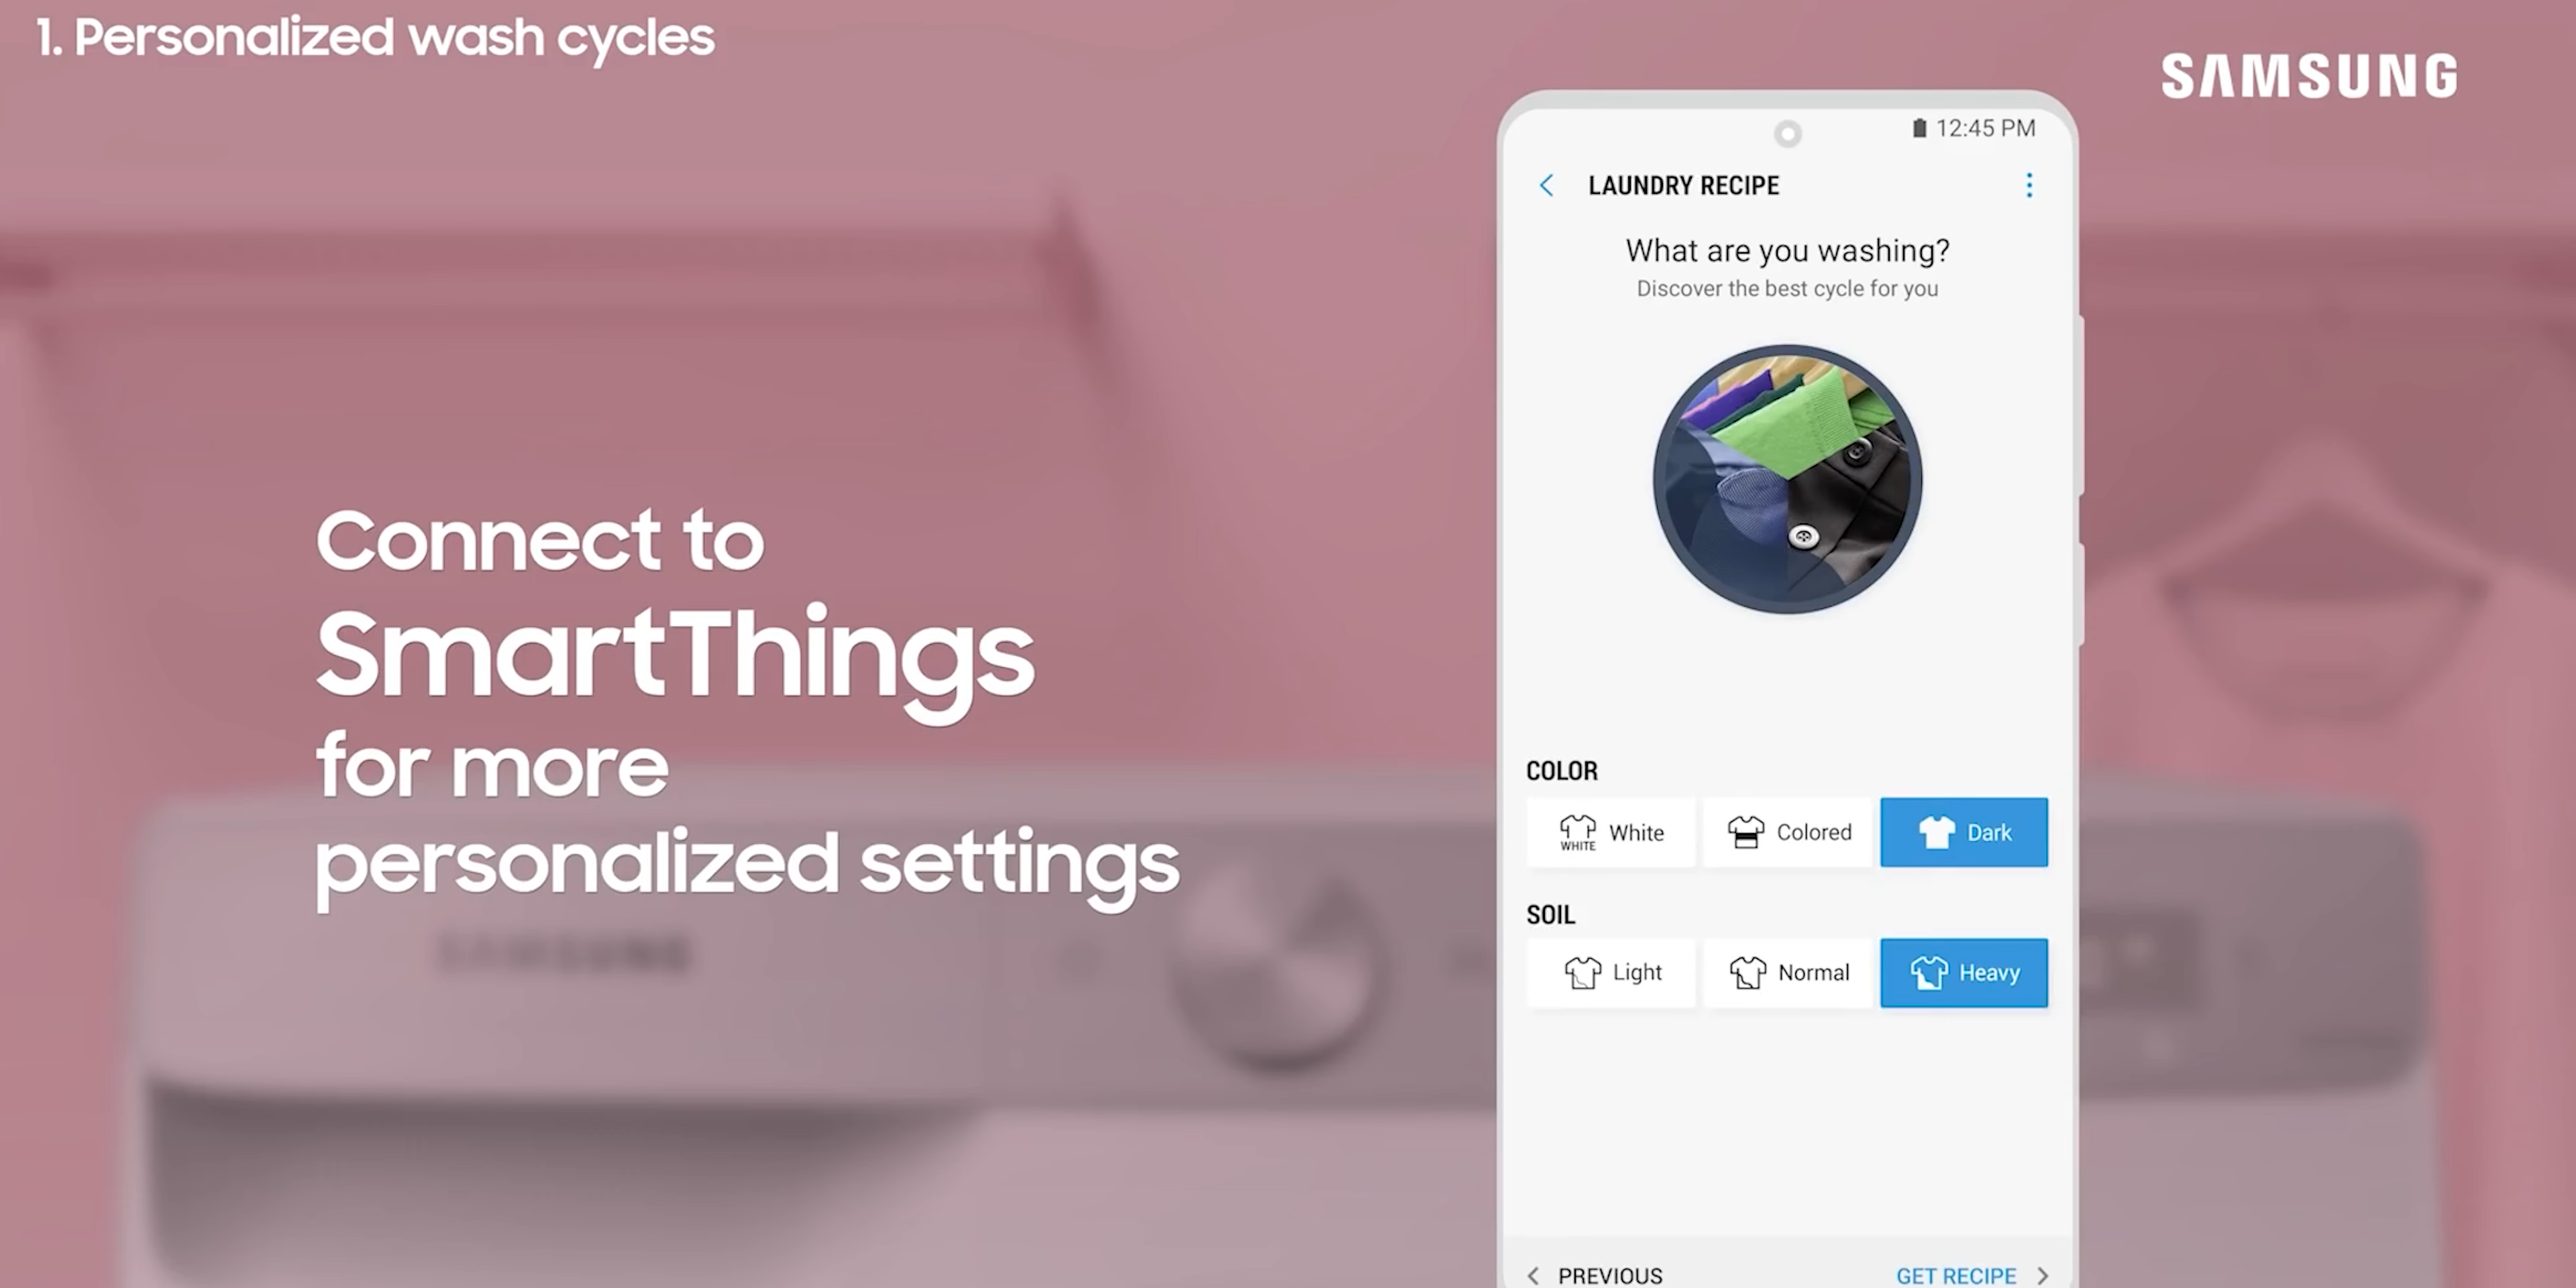 1. Personalized wash cycles
SAMSUNG
12:45 PM
LAUNDRY RECIPE
What are you washing?
Discover the best cycle for you
Connect to
SmartThings
for more
personalized settings
SAMSUNG
COLOR
WHITE White
Colored
Dark
SOIL
Light
Normal
Heavy
PREVIOUS
GET RECIPE